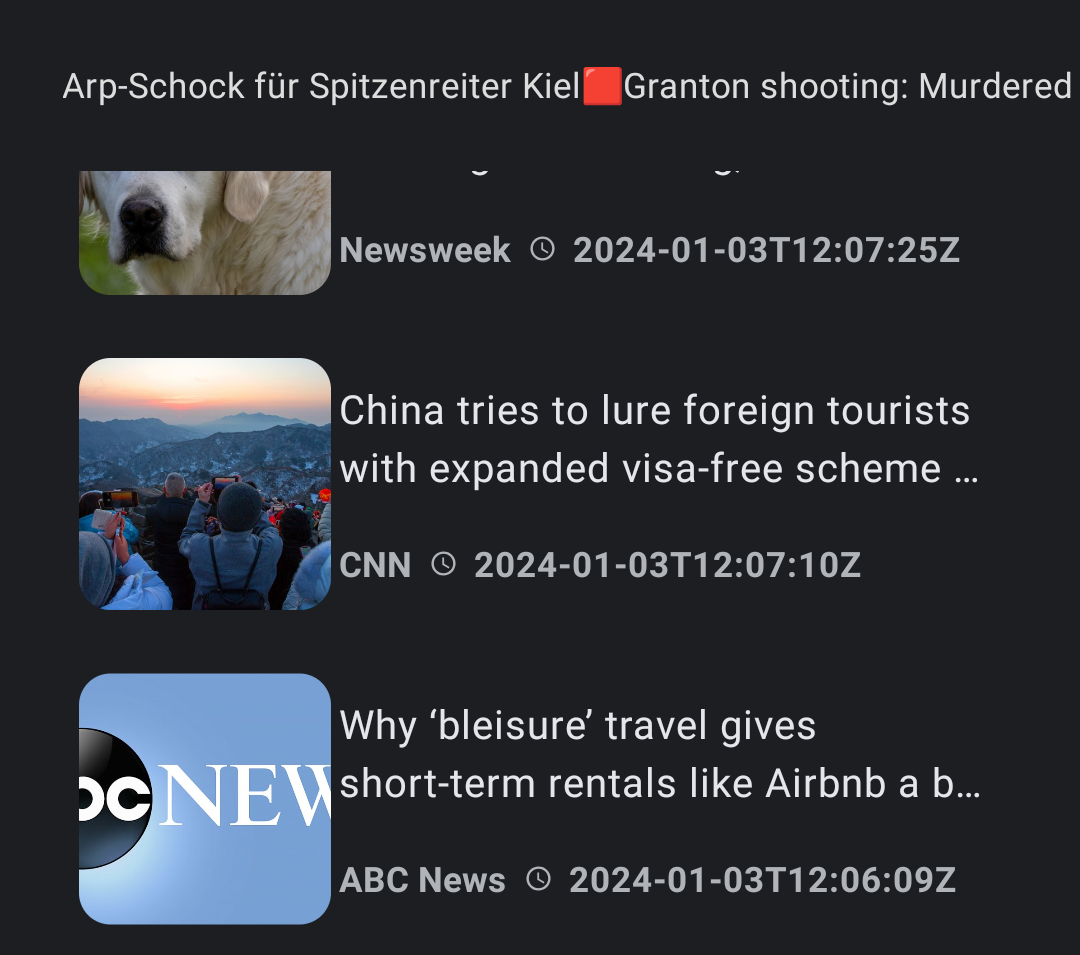 Arp-Schock für Spitzenreiter Kiel🟥Granton shooting: Murdered
Newsweek 2024-01-03T12:07:25Z
China tries to lure foreign tourists
with expanded visa-free scheme …
CNN 2024-01-03T12:07:10Z
Why ‘bleisure’ travel gives
short-term rentals like Airbnb a b…
bc NEW
ABC News 2024-01-03T12:06:09Z